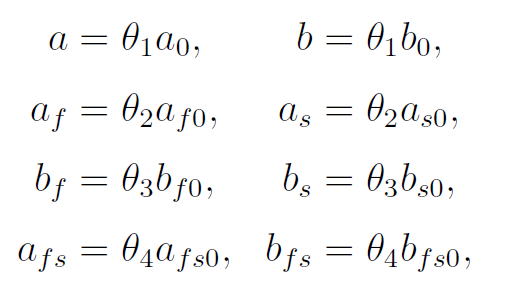 a = θ₁a₀, b = θ₁b₀,
a_f = θ₂a_{f0}, a_s = θ₂a_{s0},
b_f = θ₃b_{f0}, b_s = θ₃b_{s0},
a_{fs} = θ₄a_{fs0}, b_{fs} = θ₄b_{fs0},